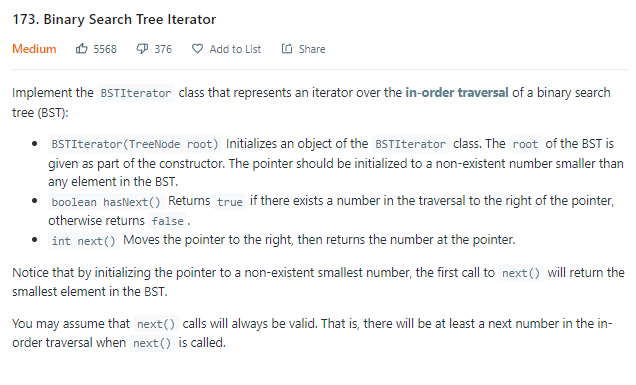 173. Binary Search Tree Iterator
Medium 5568 376 Add to List Share
Implement the BSTIterator class that represents an iterator over the in-order traversal of a binary search
tree (BST):
• BSTIterator(TreeNode root) Initializes an object of the BSTIterator class. The root of the BST is
given as part of the constructor. The pointer should be initialized to a non-existent number smaller than
any element in the BST.
• boolean hasNext() Returns true if there exists a number in the traversal to the right of the pointer,
otherwise returns false.
• int next() Moves the pointer to the right, then returns the number at the pointer.
Notice that by initializing the pointer to a non-existent smallest number, the first call to next() will return the
smallest element in the BST.
You may assume that next() calls will always be valid. That is, there will be at least a next number in the in-
order traversal when next() is called.